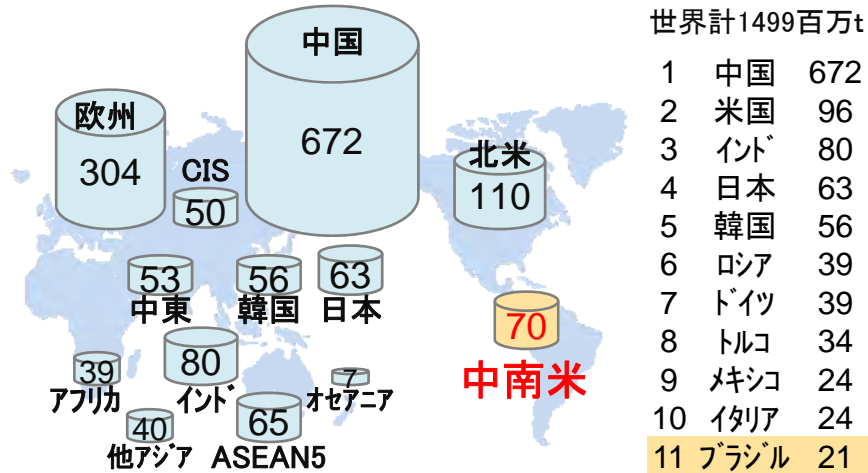 中国
672
欧州
304
CIS
50
北米
110
53
中東
56
韓国
63
日本
70
中南米
39
アフリカ
80
インド
7
オセアニア
40
他アジア
65
ASEAN5
世界計1499百万t
1 中国 672
2 米国 96
3 インド 80
4 日本 63
5 韓国 56
6 ロシア 39
7 ドイツ 39
8 トルコ 34
9 メキシコ 24
10 イタリア 24
11 ブラジル 21